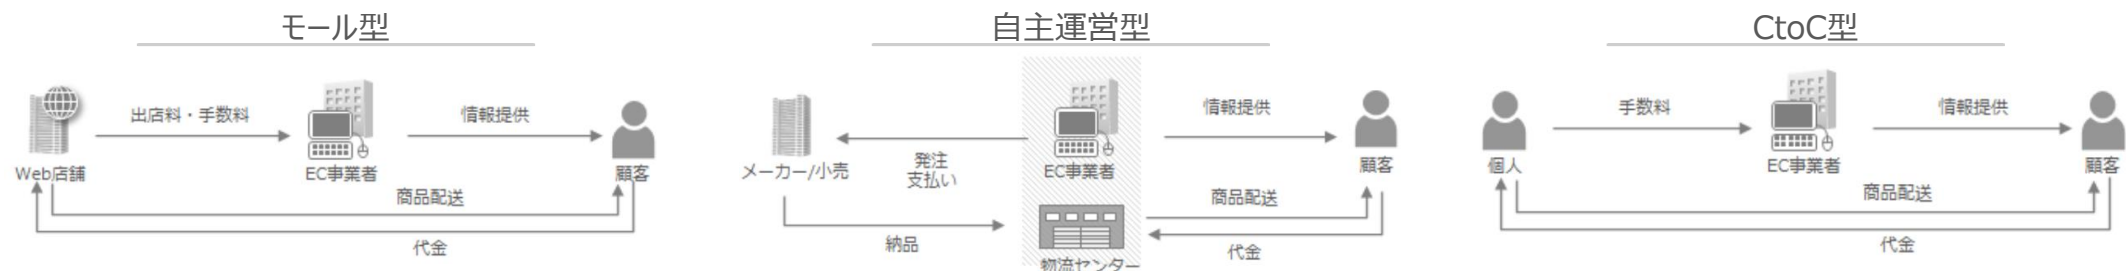 モール型
出店料・手数料
情報提供
Web店舗
EC事業者
顧客
商品配送
代金
自主運営型
情報提供
発注
支払い
メーカー/小売
EC事業者
顧客
商品配送
納品
代金
物流センター
CtoC型
手数料
情報提供
個人
EC事業者
顧客
商品配送
代金